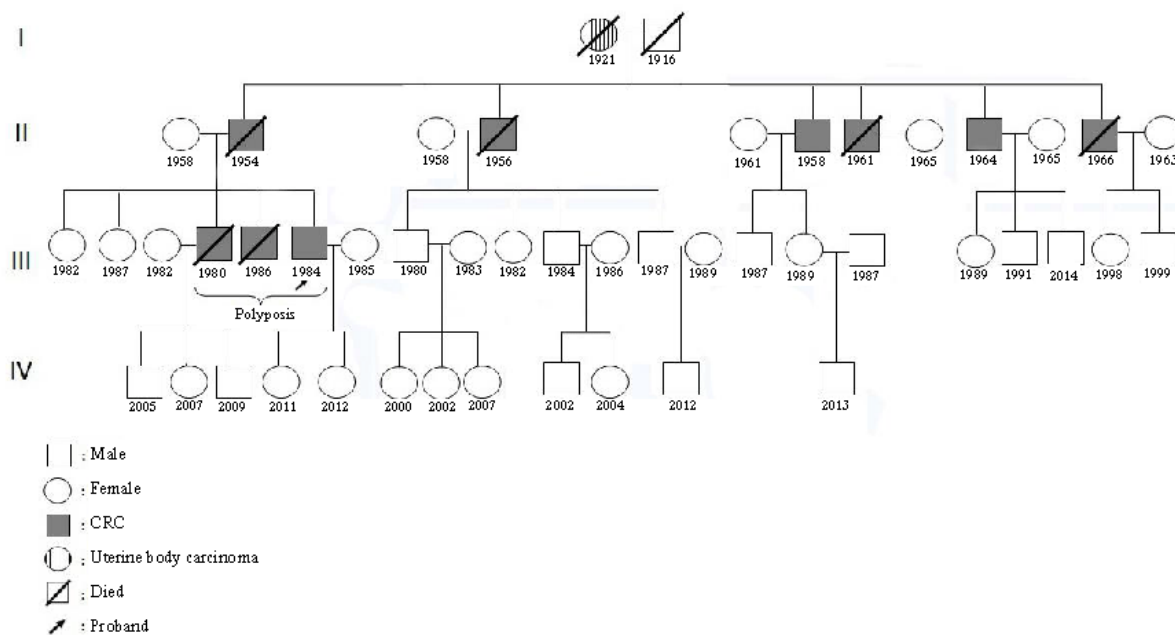 I
1921 1916
II
1958 1954 1958 1956 1961 1958 1961 1965 1964 1965 1966 1963
III
1982 1987 1982 1980 1986 1984 1985 1980 1983 1982 1984 1986 1987 1989 1987 1989 1987 1989 1991 2014 1998 1999
Polyposis
IV
2005 2007 2009 2011 2012 2000 2002 2007 2002 2004 2012 2013
: Male
: Female
: CRC
: Uterine body carcinoma
: Died
: Proband